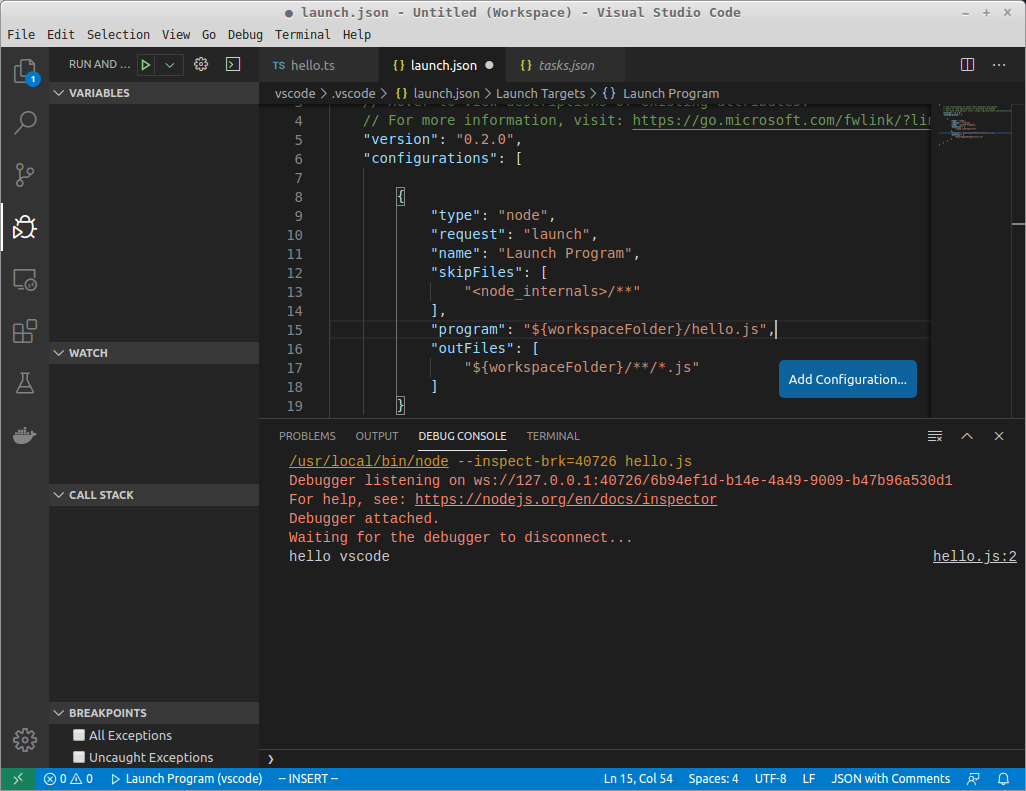 ● launch.json - Untitled (Workspace) - Visual Studio Code
File Edit Selection View Go Debug Terminal Help
1
RUN AND ...
TS hello.ts
{} launch.json ●
{} tasks.json
vscode > .vscode > {} launch.json > Launch Targets > {} Launch Program
VARIABLES
WATCH
CALL STACK
BREAKPOINTS
All Exceptions
Uncaught Exceptions
4 // For more information, visit: https://go.microsoft.com/fwlink/?lin
5 "version": "0.2.0",
6 "configurations": [
7
8 {
9 "type": "node",
10 "request": "launch",
11 "name": "Launch Program",
12 "skipFiles": [
13 "<node_internals>/**"
14 ],
15 "program": "${workspaceFolder}/hello.js",
16 "outFiles": [
17 "${workspaceFolder}/**/*.js"
18 ]
19 }
Add Configuration...
PROBLEMS OUTPUT DEBUG CONSOLE TERMINAL
/usr/local/bin/node --inspect-brk=40726 hello.js
Debugger listening on ws://127.0.0.1:40726/6b94ef1d-b14e-4a49-9009-b47b96a530d1
For help, see: https://nodejs.org/en/docs/inspector
Debugger attached.
Waiting for the debugger to disconnect...
hello vscode hello.js:2
0 0 Launch Program (vscode) -- INSERT -- Ln 15, Col 54 Spaces: 4 UTF-8 LF JSON with Comments